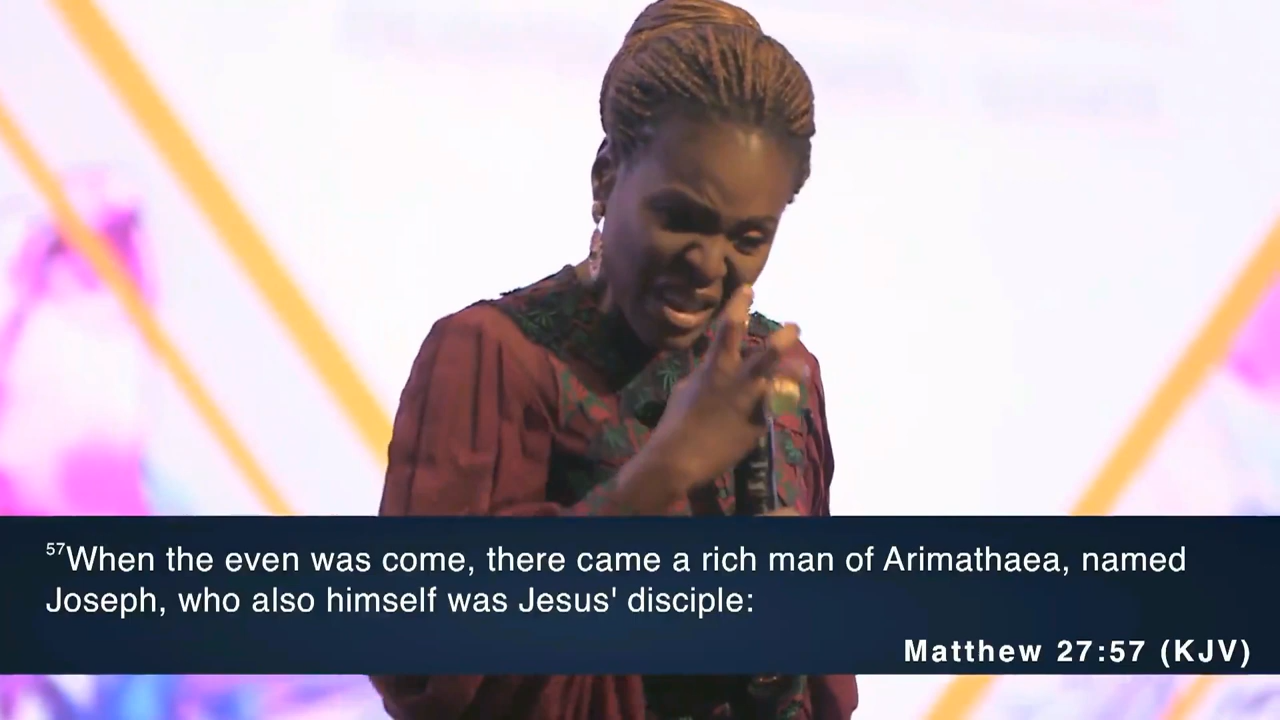 57When the even was come, there came a rich man of Arimathaea, named
Joseph, who also himself was Jesus' disciple:
Matthew 27:57 (KJV)